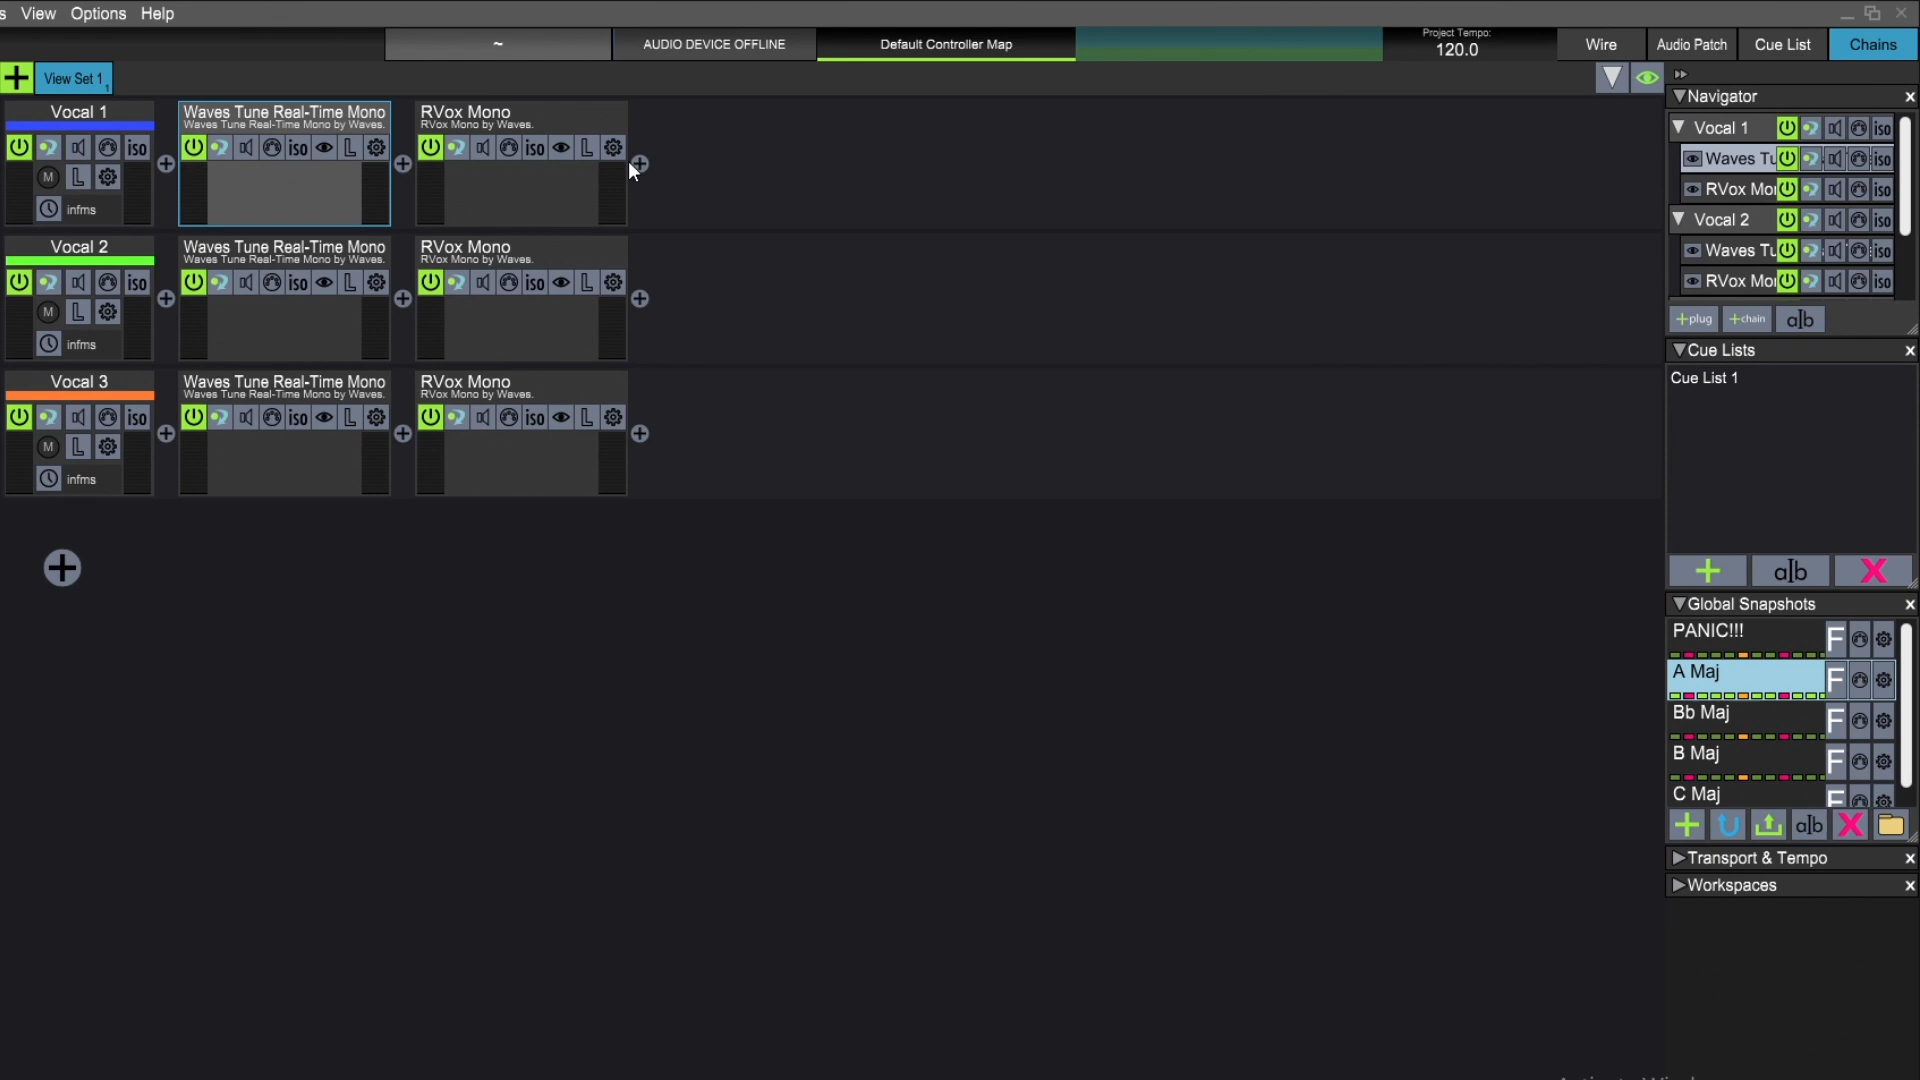 s View Options Help
~ AUDIO DEVICE OFFLINE Default Controller Map Project Tempo: 120.0 Wire Audio Patch Cue List Chains
View Set 1 1
Navigator
Vocal 1 Waves Tune Real-Time Mono RVox Mono
Waves Tune Real-Time Mono by Waves. RVox Mono by Waves.
iso iso L iso L
M L
infms
Vocal 2 Waves Tune Real-Time Mono RVox Mono
Waves Tune Real-Time Mono by Waves. RVox Mono by Waves.
iso iso L iso L
M L
infms
Vocal 3 Waves Tune Real-Time Mono RVox Mono
Waves Tune Real-Time Mono by Waves. RVox Mono by Waves.
iso iso L iso L
M L
infms
Vocal 1 iso
Waves Tu iso
RVox Mo iso
Vocal 2 iso
Waves Tu iso
RVox Mo iso
+plug +chain a|b
Cue Lists
Cue List 1
a|b X
Global Snapshots
PANIC!!! F
A Maj F
Bb Maj F
B Maj F
C Maj F
a|b X
Transport & Tempo
Workspaces